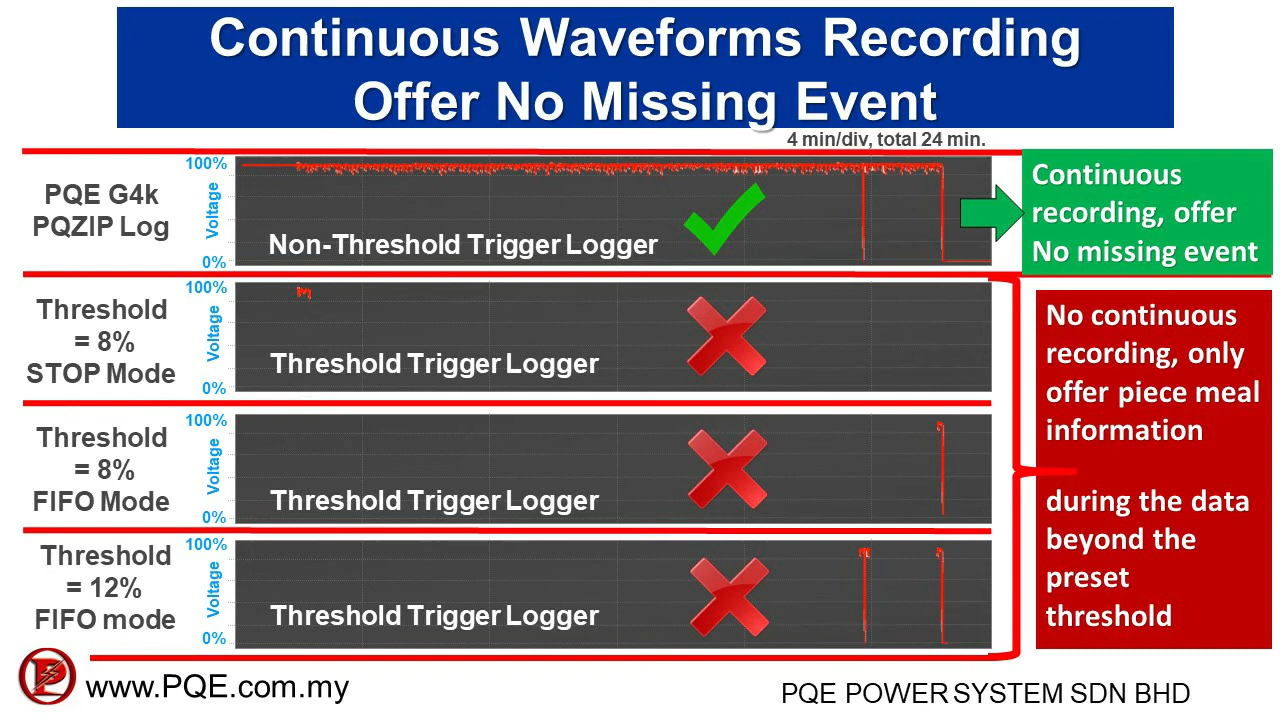 Continuous Waveforms Recording
Offer No Missing Event
4 min/div, total 24 min.
PQE G4k
PQZIP Log
100%
Voltage
0%
Non-Threshold Trigger Logger
Continuous
recording, offer
No missing event
Threshold
= 8%
STOP Mode
100%
Voltage
0%
Threshold Trigger Logger
Threshold
= 8%
FIFO Mode
100%
Voltage
0%
Threshold Trigger Logger
Threshold
= 12%
FIFO mode
100%
Voltage
0%
Threshold Trigger Logger
No continuous
recording, only
offer piece meal
information
during the data
beyond the
preset
threshold
www.PQE.com.my
PQE POWER SYSTEM SDN BHD